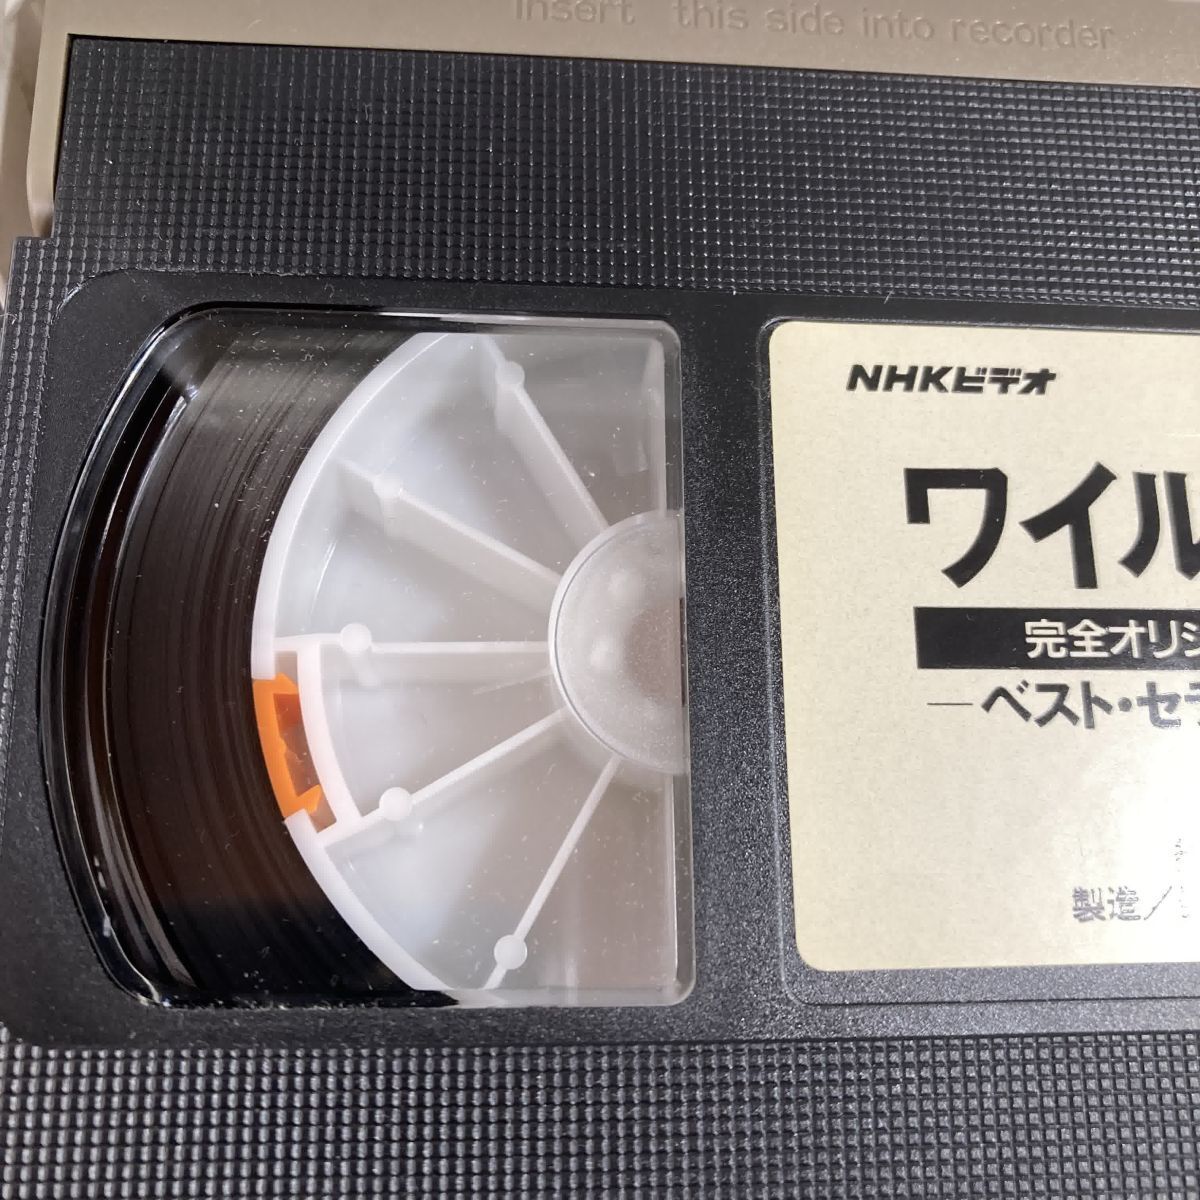 Insert this side into recorder
NHKビデオ
ワイル
完全オリジ
―ベスト・セラ
製造/